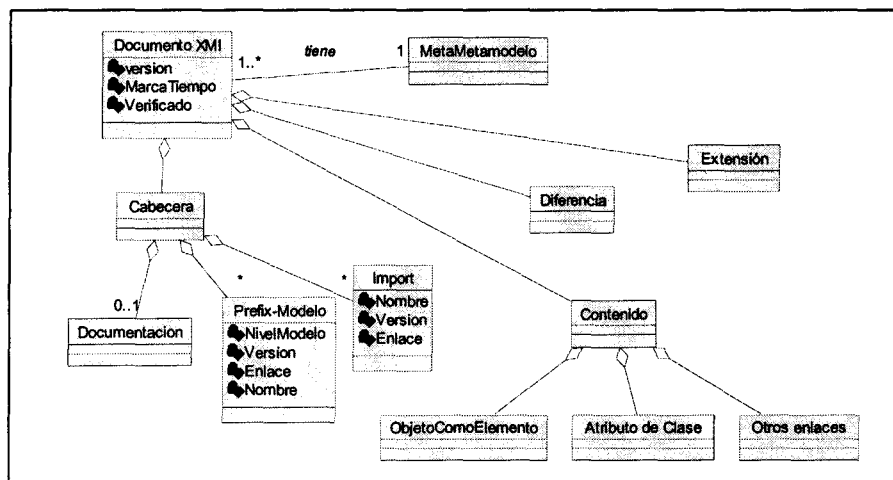 Documento XMI
version
MarcaTiempo
Verificado
1..*
tiene
1
MetaMetamodelo
Extensión
Diferencia
Cabecera
0..1
*
*
Documentacion
Prefix-Modelo
NivelModelo
Version
Enlace
Nombre
Import
Nombre
Version
Enlace
Contenido
ObjetoComoElemento
Atributo de Clase
Otros enlaces